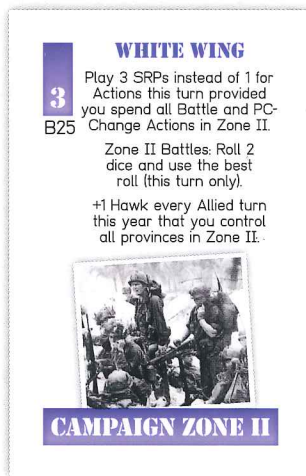 WHITE WING
3
B25
Play 3 SRPs instead of 1 for
Actions this turn provided
you spend all Battle and PC-
Change Actions in Zone II.
Zone II Battles: Roll 2
dice and use the best
roll (this turn only).
+1 Hawk every Allied turn
this year that you control
all provinces in Zone II.
CAMPAIGN ZONE II